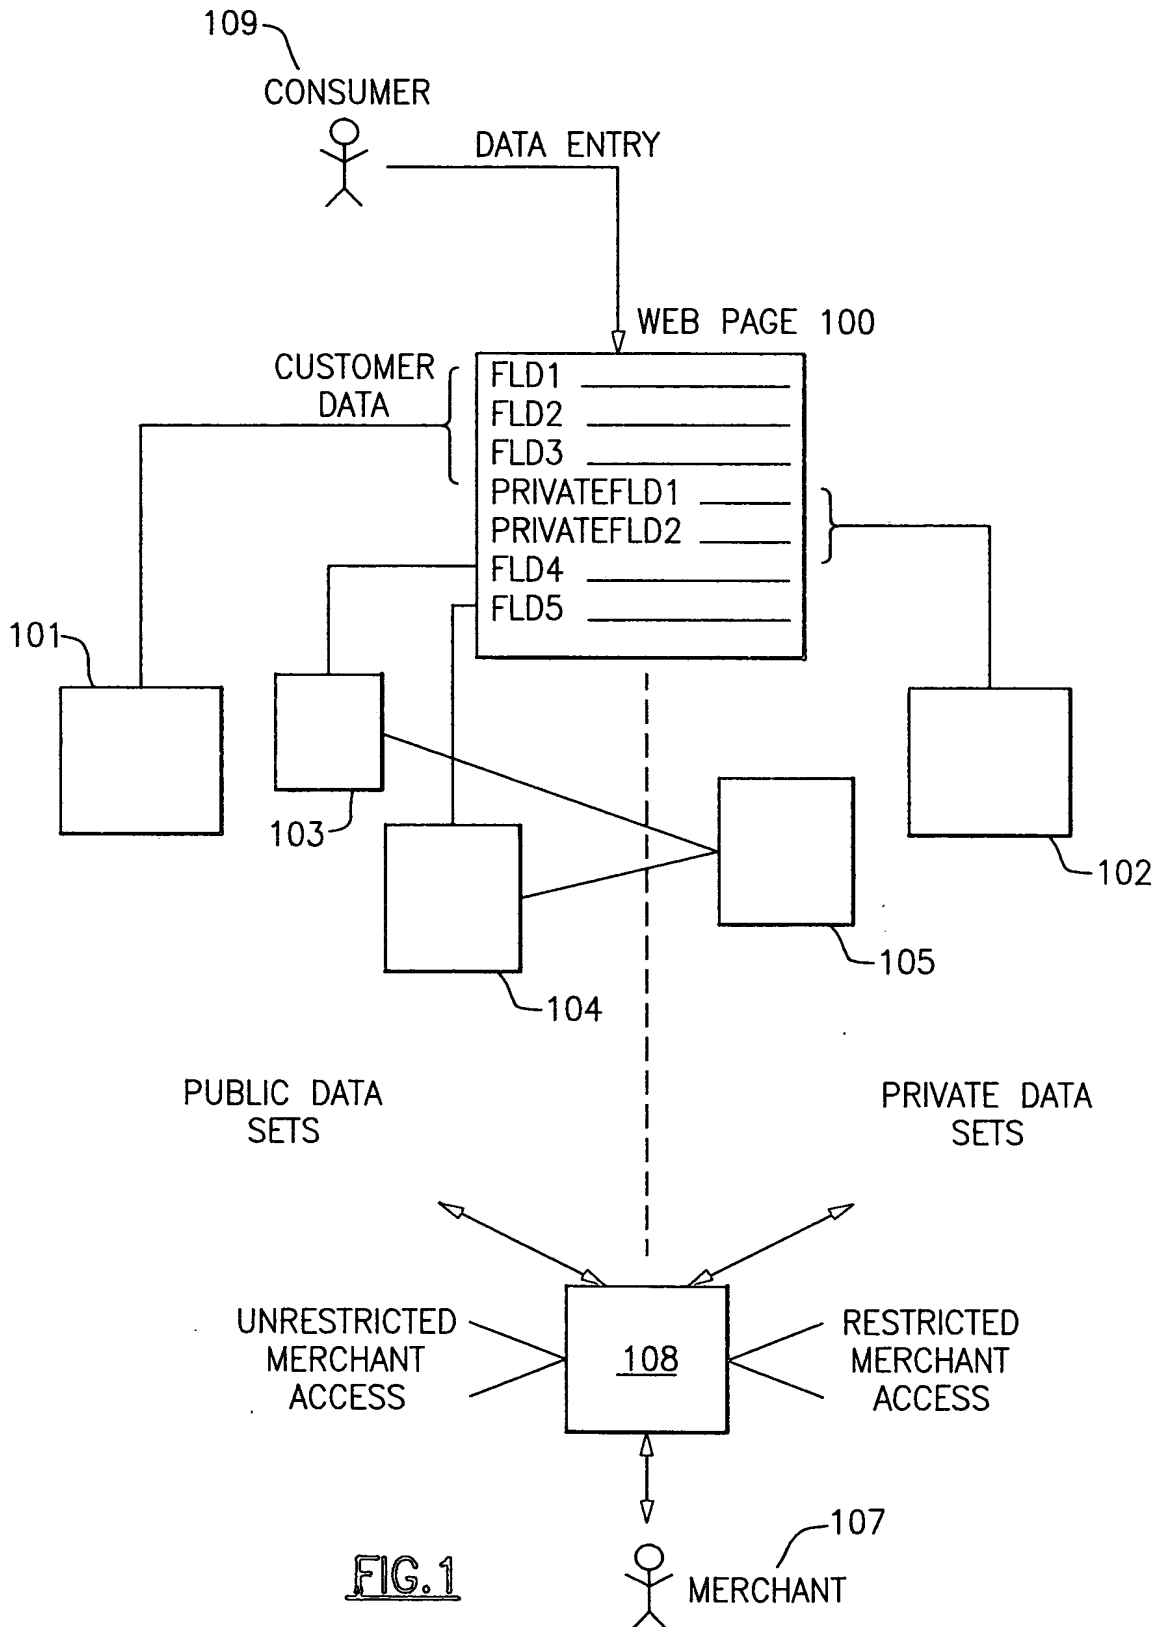 109
CONSUMER
DATA ENTRY
WEB PAGE 100
CUSTOMER
DATA
FLD1
FLD2
FLD3
PRIVATEFLD1
PRIVATEFLD2
FLD4
FLD5
101
103
102
105
104
PUBLIC DATA
SETS
PRIVATE DATA
SETS
UNRESTRICTED
MERCHANT
ACCESS
108
RESTRICTED
MERCHANT
ACCESS
107
MERCHANT
FIG.1